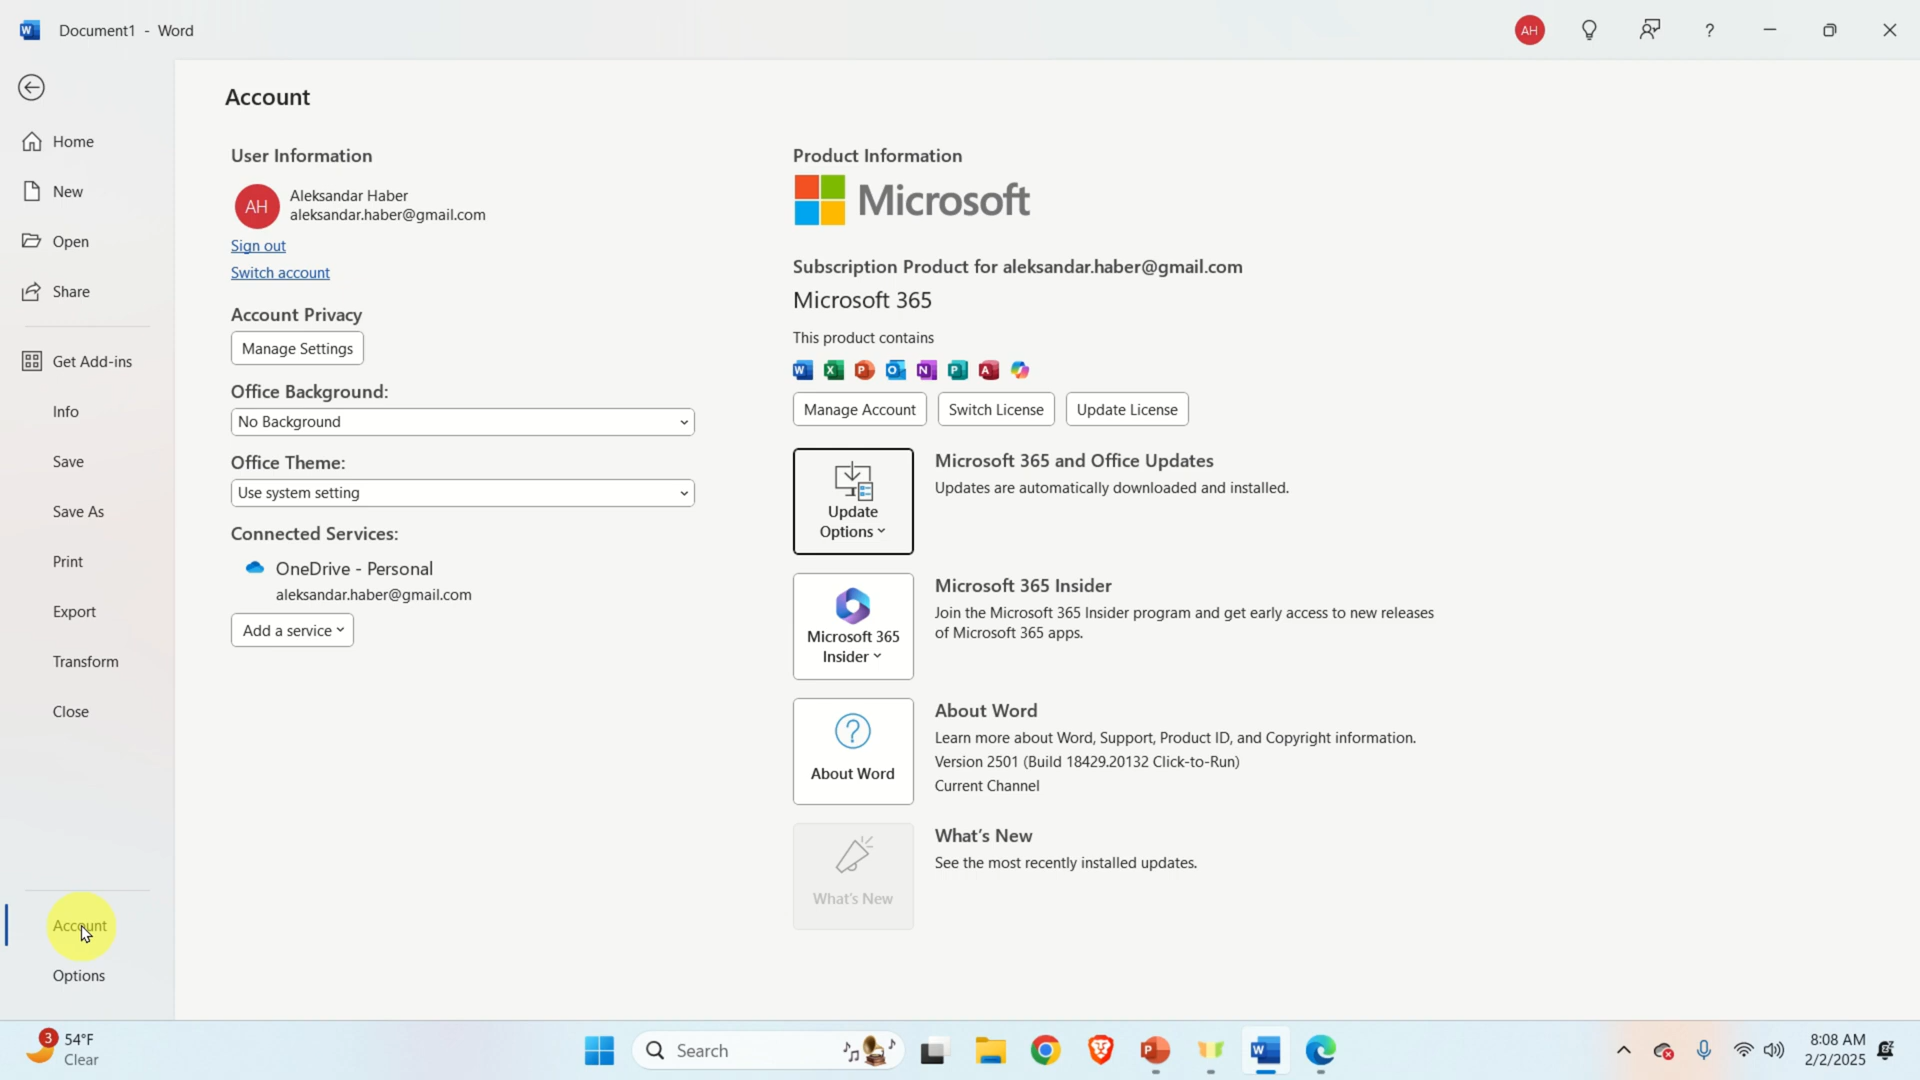 Document1 - Word
AH
Account
Home
New
Open
Share
Get Add-ins
Info
Save
Save As
Print
Export
Transform
Close
Account
Options
User Information
AH
Aleksandar Haber
aleksandar.haber@gmail.com
Sign out
Switch account
Account Privacy
Manage Settings
Office Background:
No Background
Office Theme:
Use system setting
Connected Services:
OneDrive - Personal
aleksandar.haber@gmail.com
Add a service
Product Information
Microsoft
Subscription Product for aleksandar.haber@gmail.com
Microsoft 365
This product contains
Manage Account
Switch License
Update License
Update
Options
Microsoft 365 and Office Updates
Updates are automatically downloaded and installed.
Microsoft 365
Insider
Microsoft 365 Insider
Join the Microsoft 365 Insider program and get early access to new releases
of Microsoft 365 apps.
About Word
About Word
Learn more about Word, Support, Product ID, and Copyright information.
Version 2501 (Build 18429.20132 Click-to-Run)
Current Channel
What's New
What's New
See the most recently installed updates.
3
54°F
Clear
Search
8:08 AM
2/2/2025